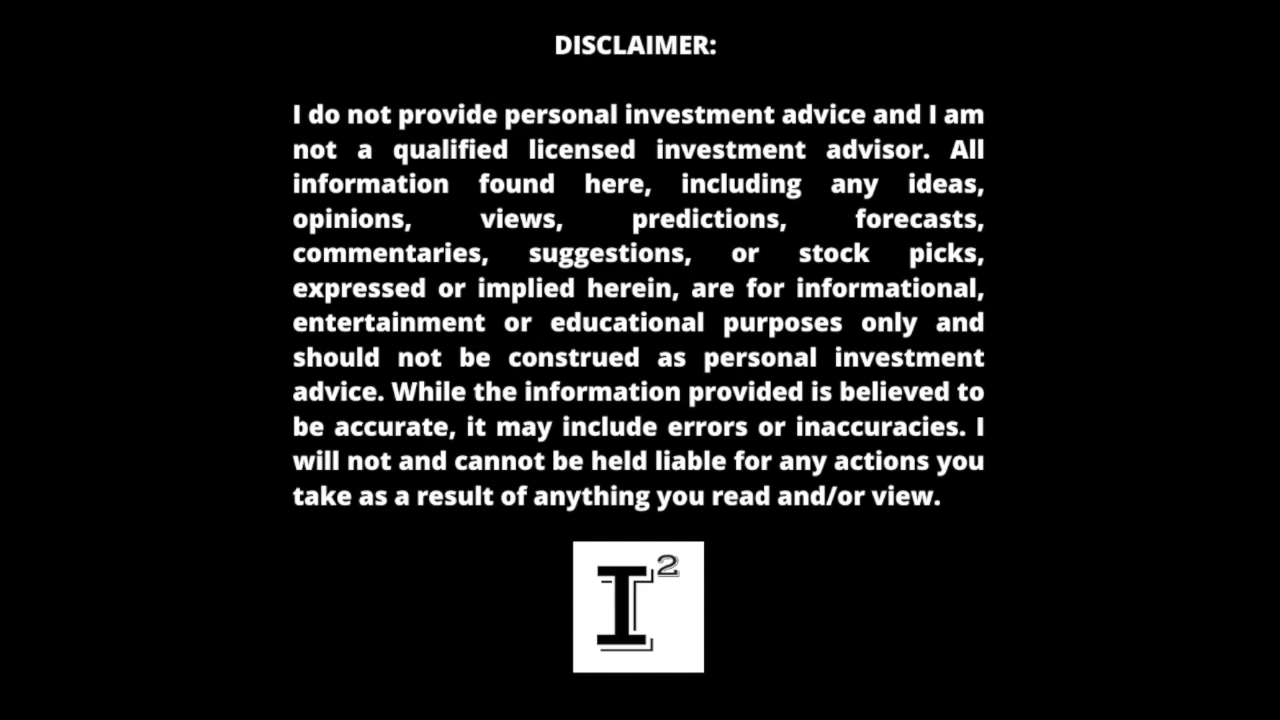 DISCLAIMER:
I do not provide personal investment advice and I am
not a qualified licensed investment advisor. All
information found here, including any ideas,
opinions, views, predictions, forecasts,
commentaries, suggestions, or stock picks,
expressed or implied herein, are for informational,
entertainment or educational purposes only and
should not be construed as personal investment
advice. While the information provided is believed to
be accurate, it may include errors or inaccuracies. I
will not and cannot be held liable for any actions you
take as a result of anything you read and/or view.
I²